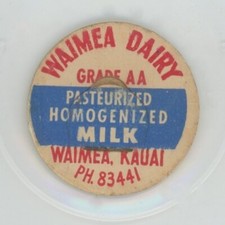 WAIMEA DAIRY
GRADE AA
PASTEURIZED
HOMOGENIZED
MILK
WAIMEA, KAUAI
PH. 83441